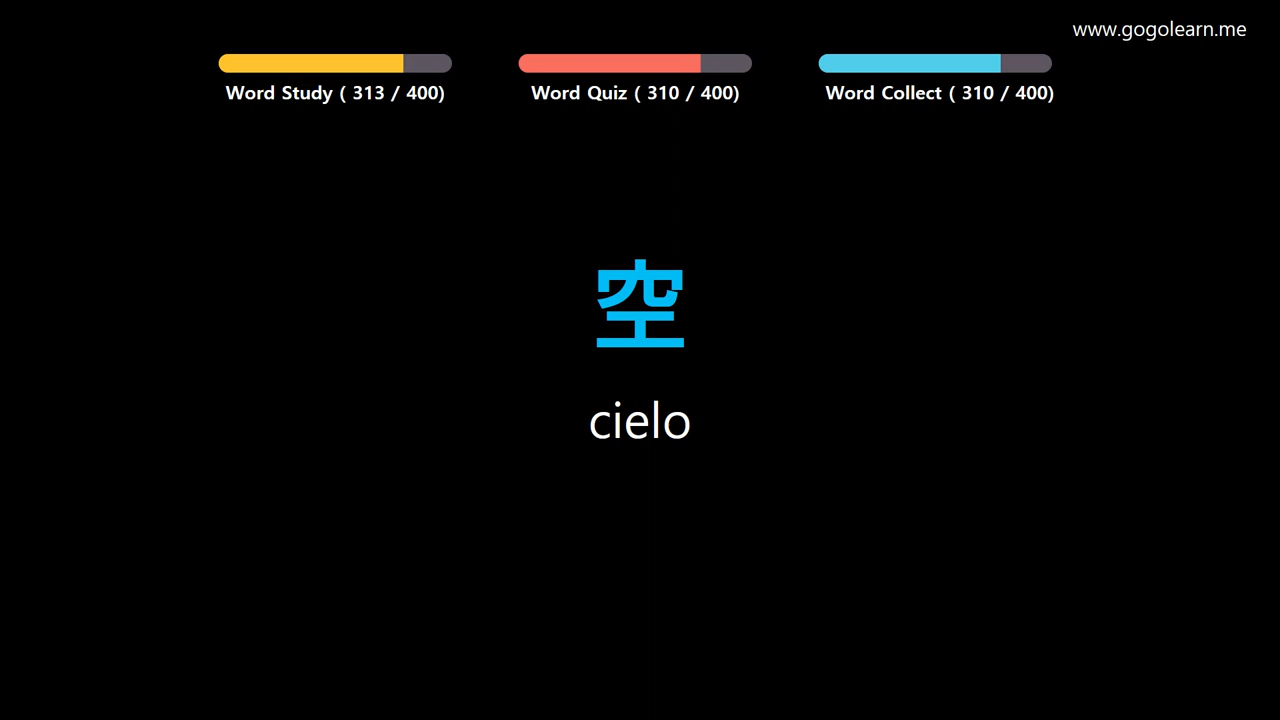 www.gogolearn.me
Word Study ( 313 / 400)
Word Quiz ( 310 / 400)
Word Collect ( 310 / 400)
空
cielo